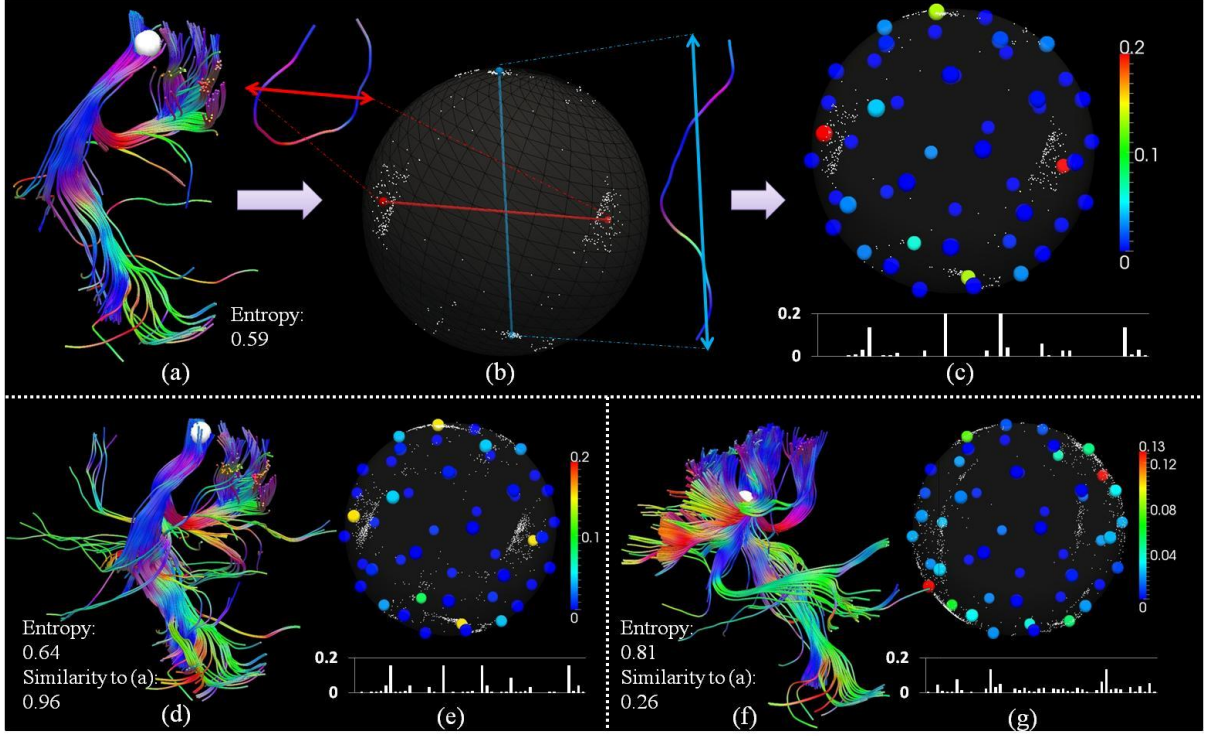 0.2
0.1
0
Entropy:
0.59
0.2
0
(a)
(b)
(c)
0.2
0.1
0
0.13
0.12
0.08
0.04
0
Entropy:
0.64
Similarity to (a):
0.96
0.2
0
(d)
(e)
Entropy:
0.81
Similarity to (a):
0.26
0.2
0
(f)
(g)